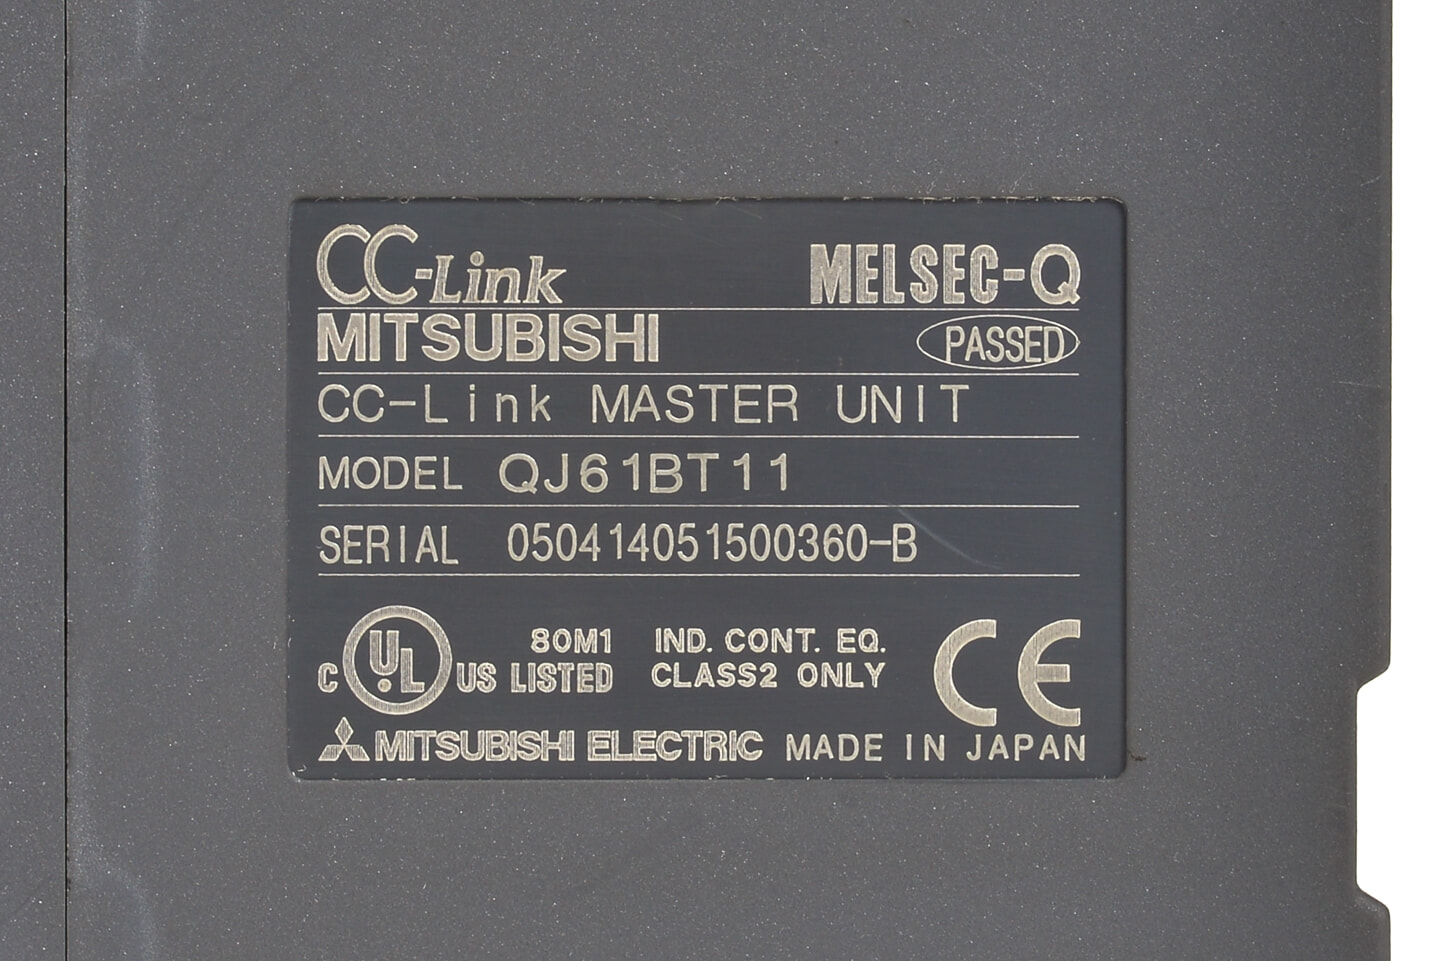 CC-Link MELSEC-Q
MITSUBISHI PASSED
CC-Link MASTER UNIT
MODEL QJ61BT11
SERIAL 050414051500360-B
C UL US LISTED 80M1 IND. CONT. EQ. CLASS2 ONLY CE
MITSUBISHI ELECTRIC MADE IN JAPAN